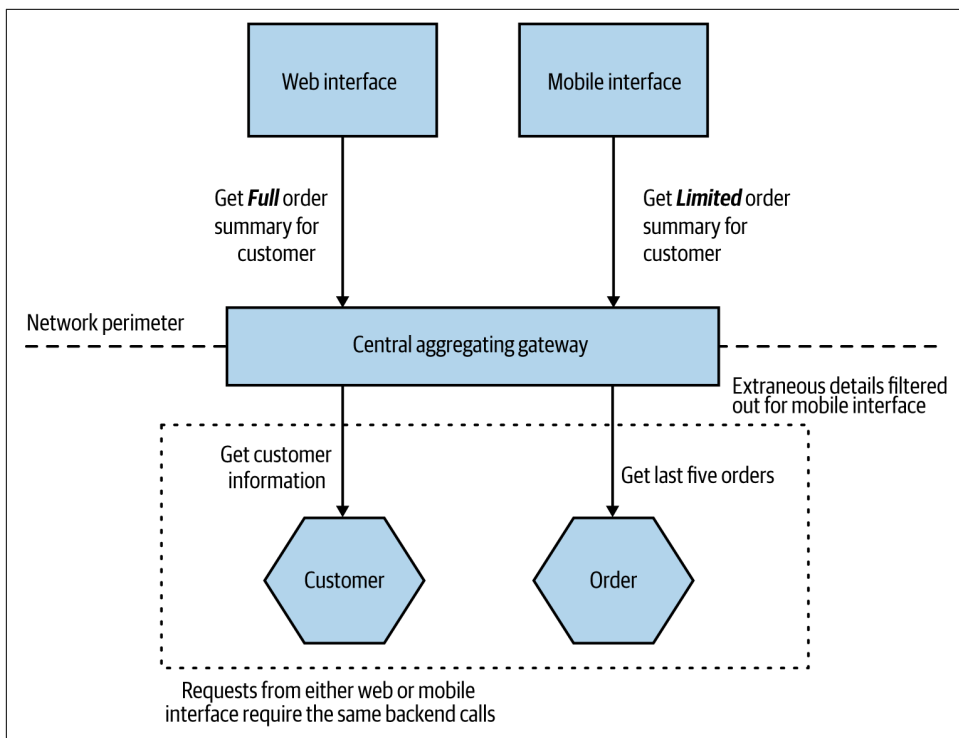 Web interface
Mobile interface
Get Full order
summary for
customer
Get Limited order
summary for
customer
Network perimeter
Central aggregating gateway
Extraneous details filtered
out for mobile interface
Get customer
information
Get last five orders
Customer
Order
Requests from either web or mobile
interface require the same backend calls